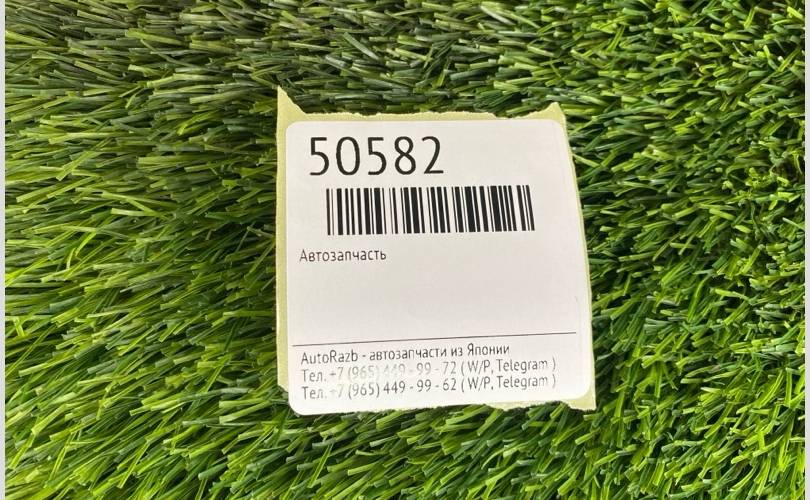 50582
Автозапчасть
AutoRazb - автозапчасти из Японии
Тел. +7 (965) 449 - 99 - 72 ( W/P, Telegram )
Тел. +7 (965) 449 - 99 - 62 ( W/P, Telegram )